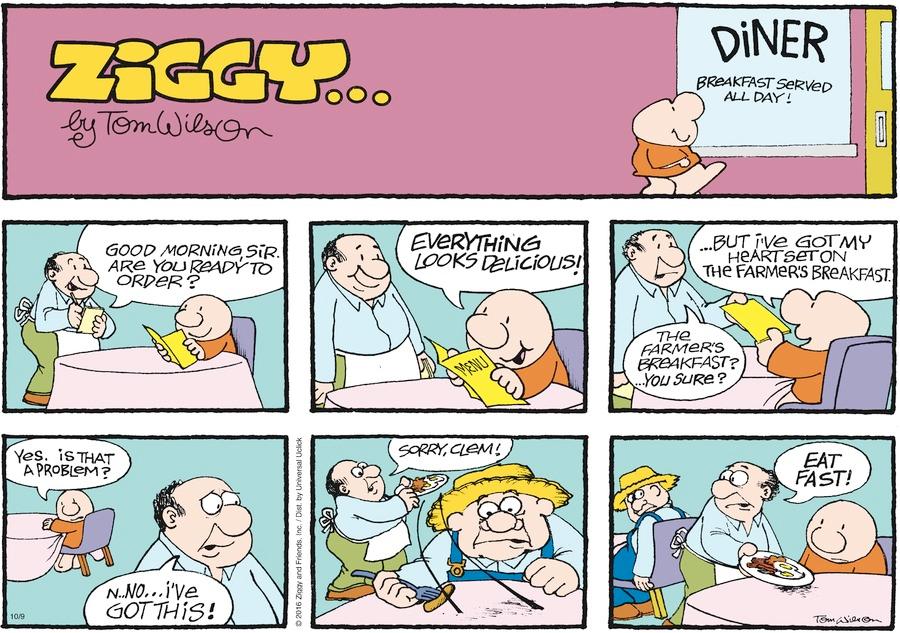 ZiGGY...
by Tom Wilson
DiNER
BREAKFAST SERVED
ALL DAY!
GOOD MORNING, SiR.
ARE YOU READY TO
ORDER?
EVERYTHING
LOOKS DELICIOUS!
MENU
...BUT i'VE GOT MY
HEART SET ON
THE FARMER'S BREAKFAST.
THE
FARMER'S
BREAKFAST?
...YOU SURE?
YES. iS THAT
A PROBLEM?
N..NO...i'VE
GOT THiS!
10/9
© 2016 Ziggy and Friends, Inc. / Dist. by Universal Uclick
SORRY, CLEM!
EAT
FAST!
Tom Wilson